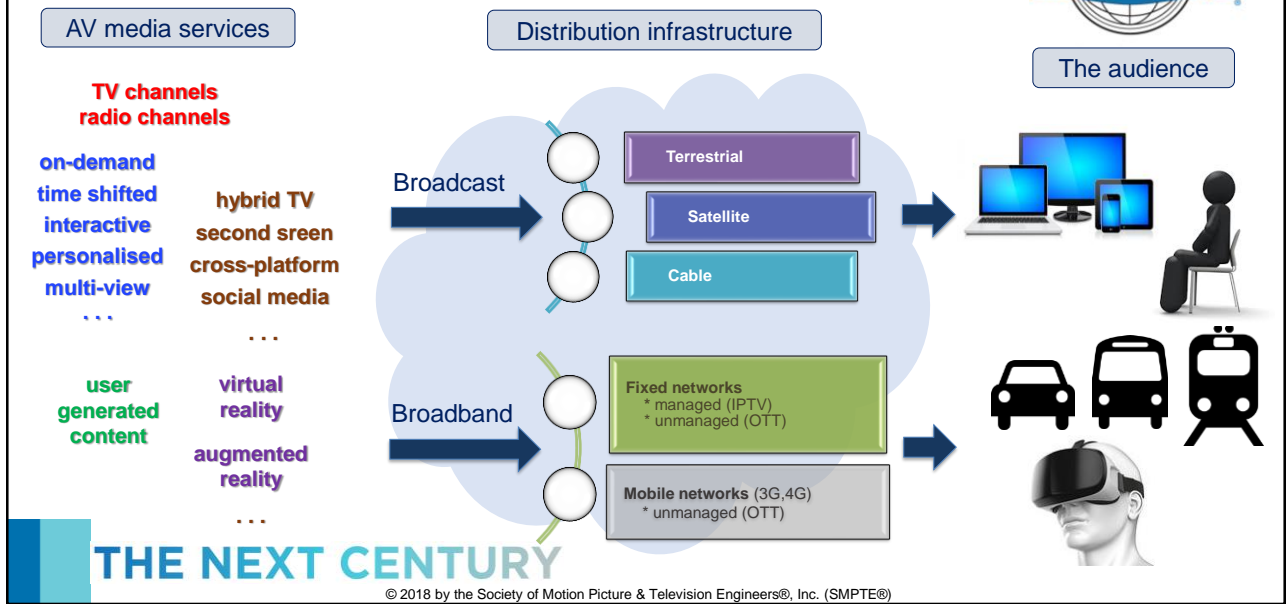 AV media services
TV channels
radio channels
on-demand
time shifted
interactive
personalised
multi-view
. . .
hybrid TV
second sreen
cross-platform
social media
. . .
user
generated
content
virtual
reality
augmented
reality
. . .
Distribution infrastructure
Broadcast
Terrestrial
Satellite
Cable
Broadband
Fixed networks
* managed (IPTV)
* unmanaged (OTT)
Mobile networks (3G,4G)
* unmanaged (OTT)
The audience
THE NEXT CENTURY
© 2018 by the Society of Motion Picture & Television Engineers®, Inc. (SMPTE®)